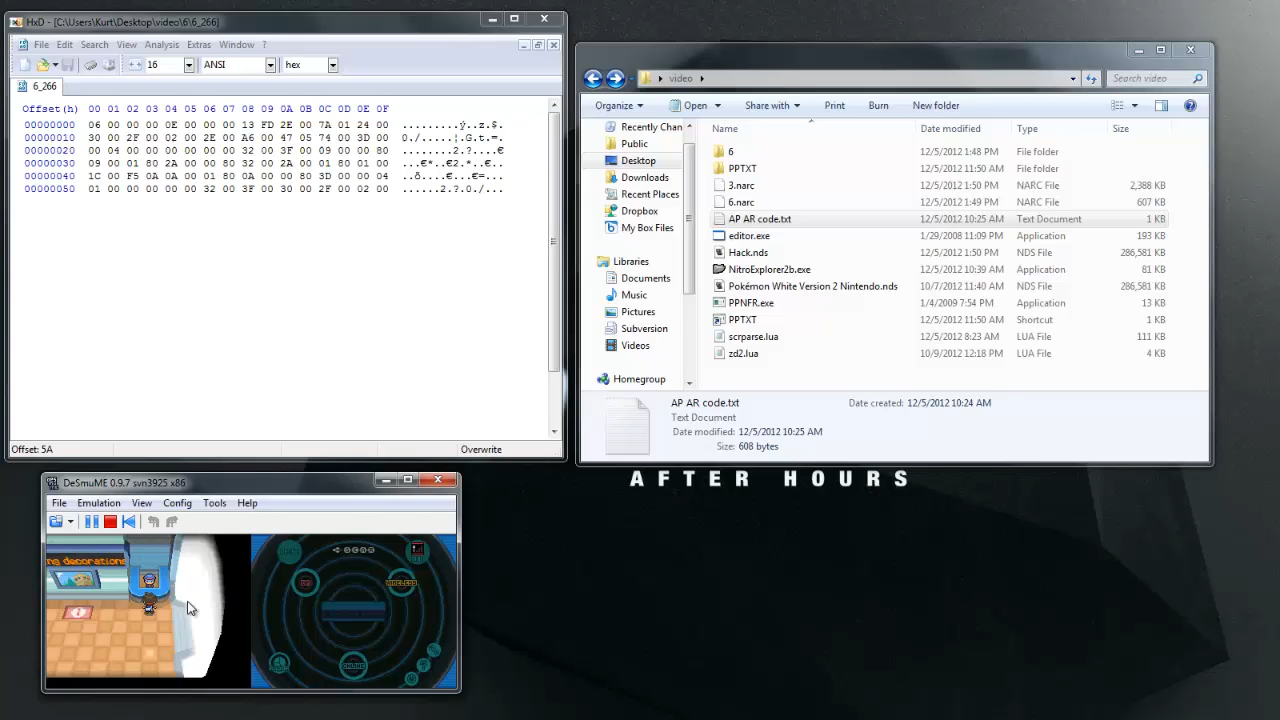 HxD - [C:\Users\Kurt\Desktop\video\6\6_266]
File Edit Search View Analysis Extras Window ?
16 ANSI hex
6_266
Offset(h) 00 01 02 03 04 05 06 07 08 09 0A 0B 0C 0D 0E 0F
00000000 06 00 00 00 0E 00 00 00 13 FD 2E 00 7A 01 24 00 .........ý..z.$.
00000010 30 00 2F 00 02 00 2E 00 A6 00 47 05 74 00 3D 00 0./.....¦.G.t.=.
00000020 00 04 00 00 00 00 00 00 32 00 3F 00 09 00 00 80 ........2.?....€
00000030 09 00 01 80 2A 00 00 80 32 00 2A 00 01 80 01 00 ...€*..€2.*..€..
00000040 1C 00 F5 0A 0A 00 01 80 0A 00 00 80 3D 00 00 04 ..õ....€...€=...
00000050 01 00 00 00 00 00 32 00 3F 00 30 00 2F 00 02 00 ......2.?.0./...
Offset: 5A Overwrite
video
Search video
Organize Open Share with Print Burn New folder
Name Date modified Type Size
Recently Chan
Public
Desktop
Downloads
Recent Places
Dropbox
My Box Files
Libraries
Documents
Music
Pictures
Subversion
Videos
Homegroup
6 12/5/2012 1:48 PM File folder
PPTXT 12/5/2012 11:50 AM File folder
3.narc 12/5/2012 1:50 PM NARC File 2,388 KB
6.narc 12/5/2012 1:49 PM NARC File 607 KB
AP AR code.txt 12/5/2012 10:25 AM Text Document 1 KB
editor.exe 1/29/2008 11:09 PM Application 193 KB
Hack.nds 12/5/2012 1:50 PM NDS File 286,581 KB
NitroExplorer2b.exe 12/5/2012 10:39 AM Application 81 KB
Pokémon White Version 2 Nintendo.nds 10/7/2012 11:40 AM NDS File 286,581 KB
PPNFR.exe 1/4/2009 7:54 PM Application 13 KB
PPTXT 12/5/2012 11:50 AM Shortcut 1 KB
scrparse.lua 12/5/2012 8:23 AM LUA File 111 KB
zd2.lua 10/9/2012 12:18 PM LUA File 4 KB
AP AR code.txt Date created: 12/5/2012 10:24 AM
Text Document
Date modified: 12/5/2012 10:25 AM
Size: 608 bytes
AFTER HOURS
DeSmuME 0.9.7 svn3925 x86
File Emulation View Config Tools Help
ng decorations
WIRELESS
ONLINE